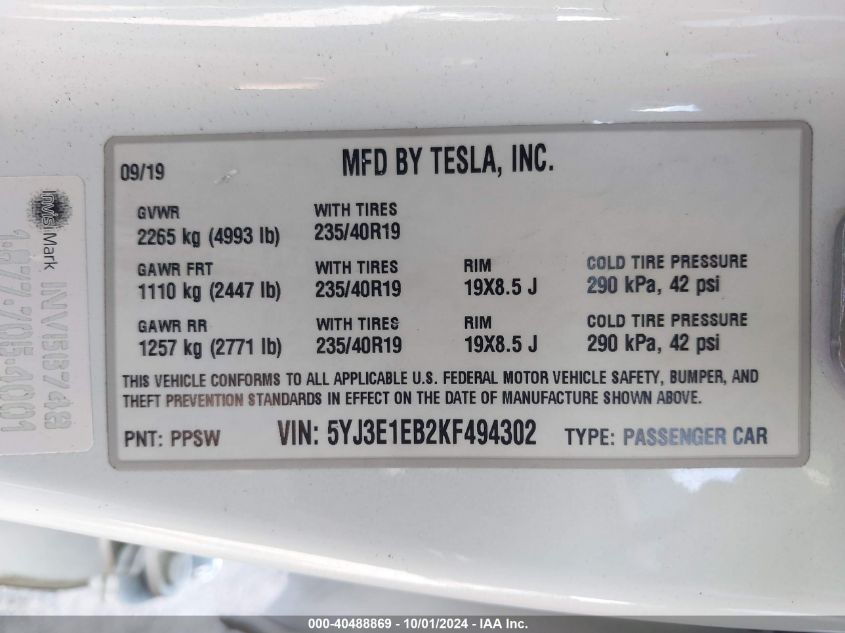 09/19 MFD BY TESLA, INC.
GVWR WITH TIRES
2265 kg (4993 lb) 235/40R19
GAWR FRT WITH TIRES RIM COLD TIRE PRESSURE
1110 kg (2447 lb) 235/40R19 19X8.5 J 290 kPa, 42 psi
GAWR RR WITH TIRES RIM COLD TIRE PRESSURE
1257 kg (2771 lb) 235/40R19 19X8.5 J 290 kPa, 42 psi
THIS VEHICLE CONFORMS TO ALL APPLICABLE U.S. FEDERAL MOTOR VEHICLE SAFETY, BUMPER, AND
THEFT PREVENTION STANDARDS IN EFFECT ON THE DATE OF MANUFACTURE SHOWN ABOVE.
PNT: PPSW VIN: 5YJ3E1EB2KF494302 TYPE: PASSENGER CAR
InvisiMark
000-40488869 - 10/01/2024 - IAA Inc.